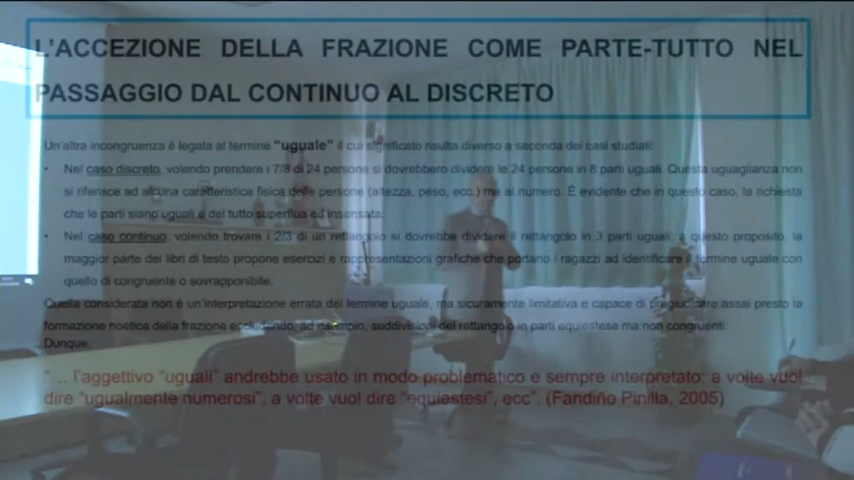 L'ACCEZIONE DELLA FRAZIONE COME PARTE-TUTTO NEL
PASSAGGIO DAL CONTINUO AL DISCRETO
Un'altra incongruenza è legata al termine "uguale" il cui significato risulta diverso a seconda dei casi studiati:
• Nel caso discreto, volendo prendere i 7/8 di 24 persone si dovrebbero dividere le 24 persone in 8 parti uguali. Questa uguaglianza non
si riferisce ad alcuna caratteristica fisica delle persone (altezza, peso, ecc.) ma al numero. È evidente che in questo caso, la richiesta
che le parti siano uguali è del tutto superflua ed insensata.
• Nel caso continuo, volendo trovare i 2/3 di un rettangolo si dovrebbe dividere il rettangolo in 3 parti uguali, a questo proposito, la
maggior parte dei libri di testo propone esercizi e rappresentazioni grafiche che portano i ragazzi ad identificare il termine uguale con
quello di congruente o sovrapponibile.
Quella considerata non è un'interpretazione errata del termine uguale, ma sicuramente limitativa e capace di pregiudicare assai presto la
formazione noetica della frazione escludendo, ad esempio, suddivisioni del rettangolo in parti equiestese ma non congruenti.
Dunque,
"... l'aggettivo "uguali" andrebbe usato in modo problematico e sempre interpretato: a volte vuol
dire "ugualmente numerosi", a volte vuol dire "equiestesi", ecc". (Fandiño Pinilla, 2005)